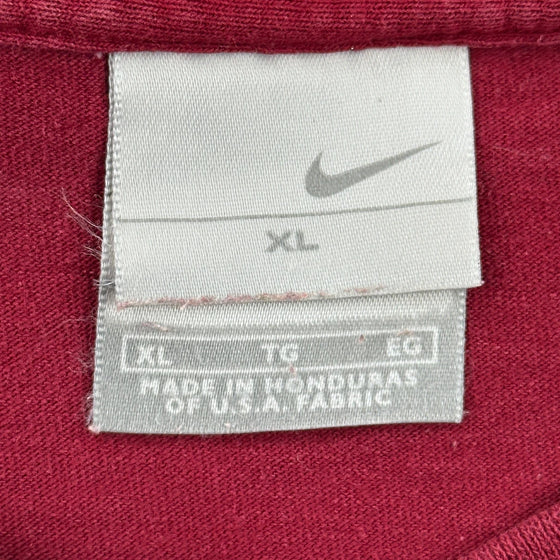 XL
XL TG EG
MADE IN HONDURAS
OF U.S.A. FABRIC